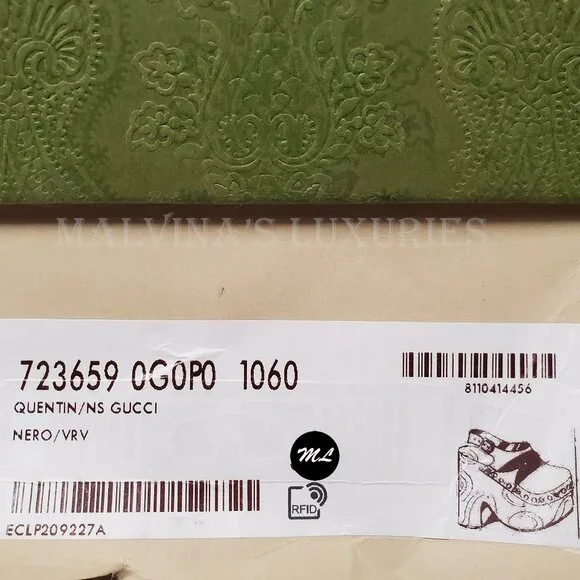 MALVINA'S LUXURIES
723659 0G0P0 1060
8110414456
QUENTIN/NS GUCCI
NERO/VRV
ML
RFID
ECLP209227A